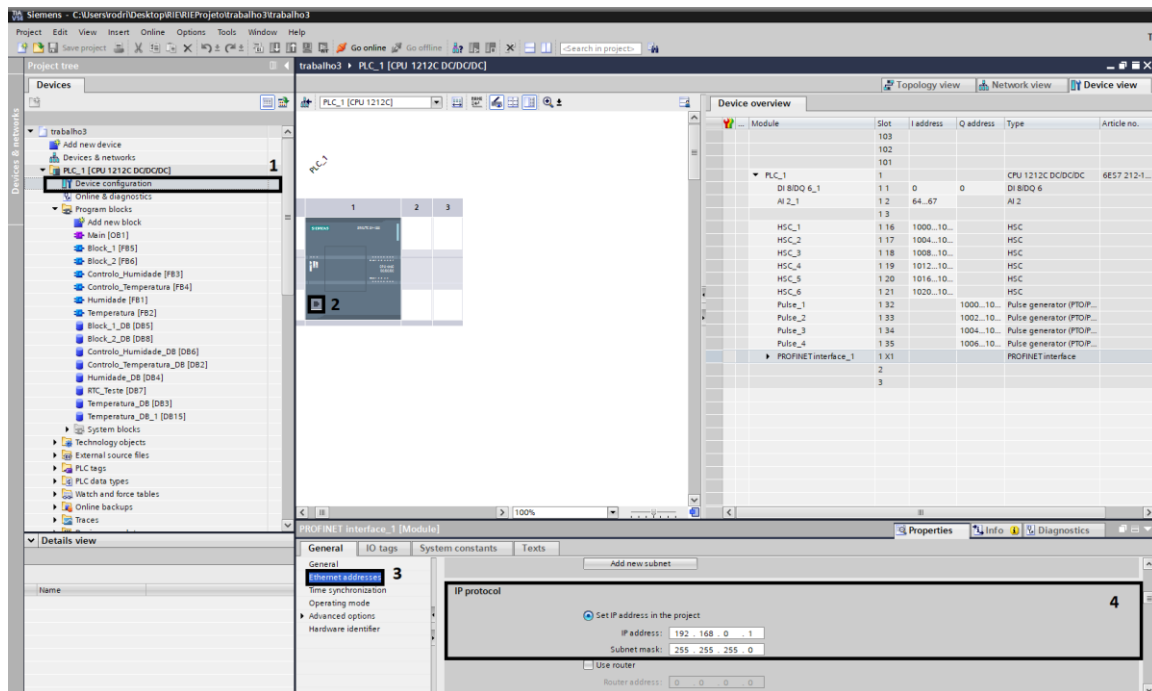 Siemens - C:\Users\rodri\Desktop\RIE\RIEProjeto\trabalho3\trabalho3
Project Edit View Insert Online Options Tools Window Help
Save project Go online Go offline <Search in project>
Project tree
Devices
Devices & networks
trabalho3
Add new device
Devices & networks
PLC_1 [CPU 1212C DC/DC/DC]
1
Device configuration
Online & diagnostics
Program blocks
Add new block
Main [OB1]
Block_1 [FB5]
Block_2 [FB6]
Controlo_Humidade [FB3]
Controlo_Temperatura [FB4]
Humidade [FB1]
Temperatura [FB2]
Block_1_DB [DB5]
Block_2_DB [DB8]
Controlo_Humidade_DB [DB6]
Controlo_Temperatura_DB [DB2]
Humidade_DB [DB4]
RTC_Teste [DB7]
Temperatura_DB [DB3]
Temperatura_DB_1 [DB15]
System blocks
Technology objects
External source files
PLC tags
PLC data types
Watch and force tables
Online backups
Traces
Details view
Name
trabalho3 PLC_1 [CPU 1212C DC/DC/DC]
Topology view Network view Device view
PLC_1 [CPU 1212C]
PLC_1
1 2 3
2
100%
Device overview
... Module Slot I address Q address Type Article no.
103
102
101
PLC_1 1 CPU 1212C DC/DC/DC 6ES7 212-1...
DI 8/DQ 6_1 1 1 0 0 DI 8/DQ 6
AI 2_1 1 2 64...67 AI 2
1 3
HSC_1 1 16 1000...10... HSC
HSC_2 1 17 1004...10... HSC
HSC_3 1 18 1008...10... HSC
HSC_4 1 19 1012...10... HSC
HSC_5 1 20 1016...10... HSC
HSC_6 1 21 1020...10... HSC
Pulse_1 1 32 1000...10... Pulse generator (PTO/P...
Pulse_2 1 33 1002...10... Pulse generator (PTO/P...
Pulse_3 1 34 1004...10... Pulse generator (PTO/P...
Pulse_4 1 35 1006...10... Pulse generator (PTO/P...
PROFINET interface_1 1 X1 PROFINET interface
2
3
PROFINET interface_1 [Module]
Properties Info Diagnostics
General IO tags System constants Texts
General
Ethernet addresses
3
Time synchronization
Operating mode
Advanced options
Hardware identifier
Add new subnet
IP protocol
4
Set IP address in the project
IP address: 192 . 168 . 0 . 1
Subnet mask: 255 . 255 . 255 . 0
Use router
Router address: 0 . 0 . 0 . 0